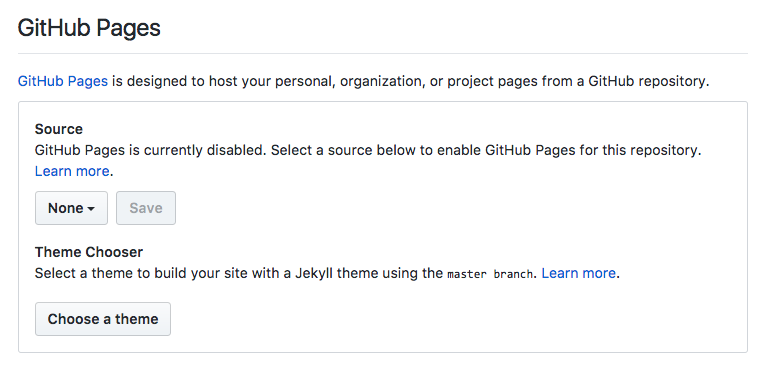 GitHub Pages
GitHub Pages is designed to host your personal, organization, or project pages from a GitHub repository.
Source
GitHub Pages is currently disabled. Select a source below to enable GitHub Pages for this repository.
Learn more.
None Save
Theme Chooser
Select a theme to build your site with a Jekyll theme using the master branch. Learn more.
Choose a theme